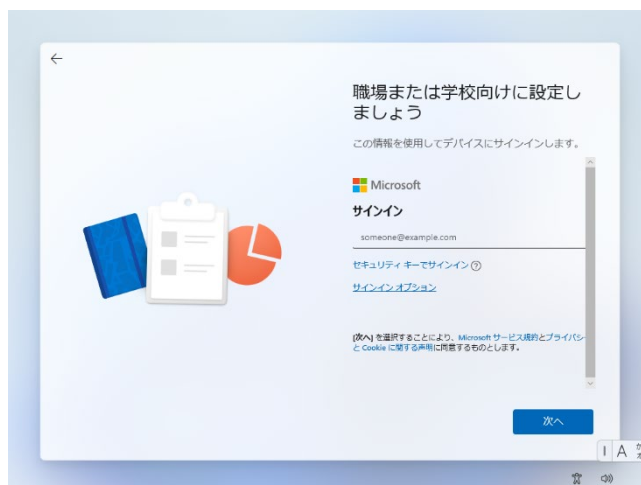 職場または学校向けに設定し
ましょう
この情報を使用してデバイスにサインインします。
Microsoft
サインイン
someone@example.com
セキュリティ キーでサインイン ?
サインイン オプション
[次へ] を選択することにより、Microsoft サービス規約とプライバシー
と Cookie に関する声明に同意するものとします。
次へ
A